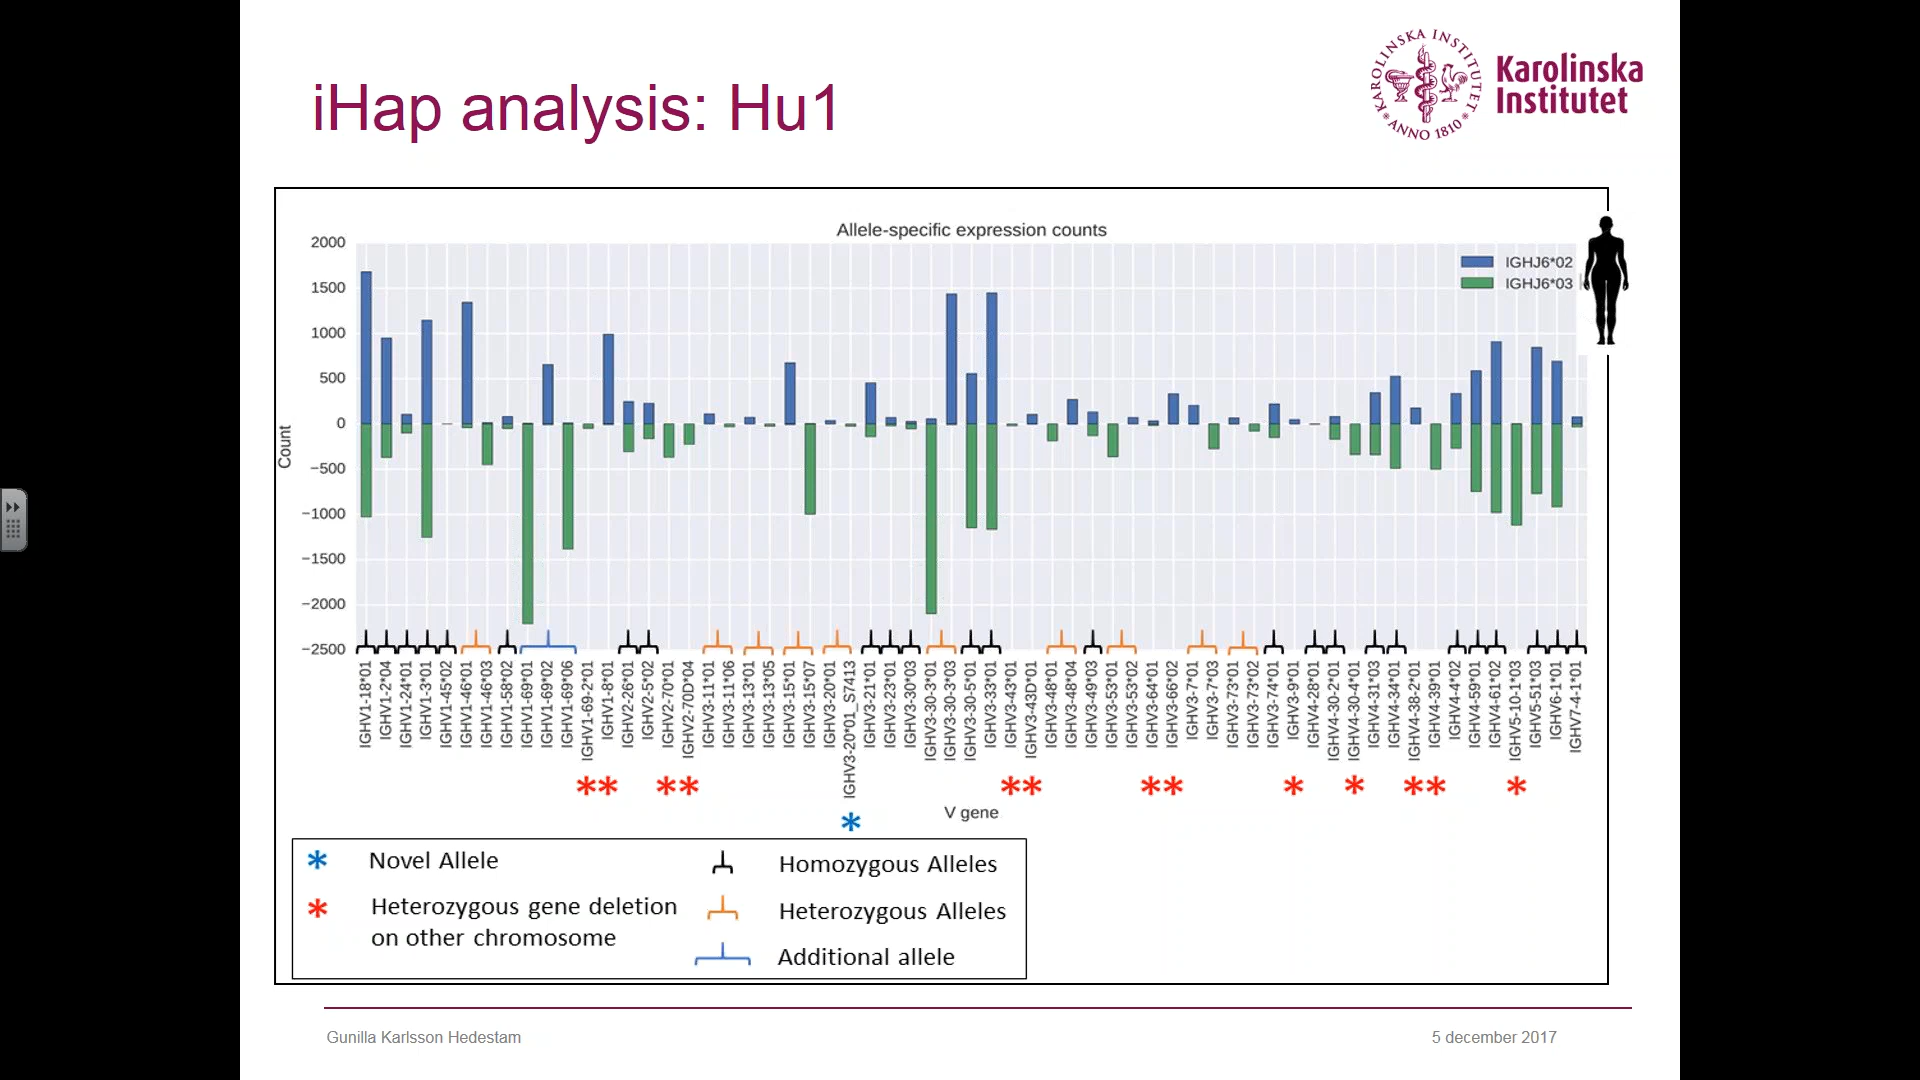 iHap analysis: Hu1
KAROLINSKA INSTITUTET
ANNO 1810
Karolinska
Institutet
Allele-specific expression counts
IGHJ6*02
IGHJ6*03
Count
2000
1500
1000
500
0
−500
−1000
−1500
−2000
−2500
IGHV1-18*01
IGHV1-2*04
IGHV1-24*01
IGHV1-3*01
IGHV1-45*02
IGHV1-46*01
IGHV1-46*03
IGHV1-58*02
IGHV1-69*01
IGHV1-69*02
IGHV1-69*06
IGHV1-69-2*01
IGHV1-8*01
IGHV2-26*01
IGHV2-5*02
IGHV2-70*01
IGHV2-70D*04
IGHV3-11*01
IGHV3-11*06
IGHV3-13*01
IGHV3-13*05
IGHV3-15*01
IGHV3-15*07
IGHV3-20*01
IGHV3-20*01_S7413
IGHV3-21*01
IGHV3-23*01
IGHV3-30*03
IGHV3-30-3*01
IGHV3-30-3*03
IGHV3-30-5*01
IGHV3-33*01
IGHV3-43*01
IGHV3-43D*01
IGHV3-48*01
IGHV3-48*04
IGHV3-49*03
IGHV3-53*01
IGHV3-53*02
IGHV3-64*01
IGHV3-66*02
IGHV3-7*01
IGHV3-7*03
IGHV3-73*01
IGHV3-73*02
IGHV3-74*01
IGHV3-9*01
IGHV4-28*01
IGHV4-30-2*01
IGHV4-30-4*01
IGHV4-31*03
IGHV4-34*01
IGHV4-38-2*01
IGHV4-39*01
IGHV4-4*02
IGHV4-59*01
IGHV4-61*02
IGHV5-10-1*03
IGHV5-51*03
IGHV6-1*01
IGHV7-4-1*01
** ** ** ** * * ** *
*
V gene
* Novel Allele
* Heterozygous gene deletion
on other chromosome
Homozygous Alleles
Heterozygous Alleles
Additional allele
Gunilla Karlsson Hedestam
5 december 2017